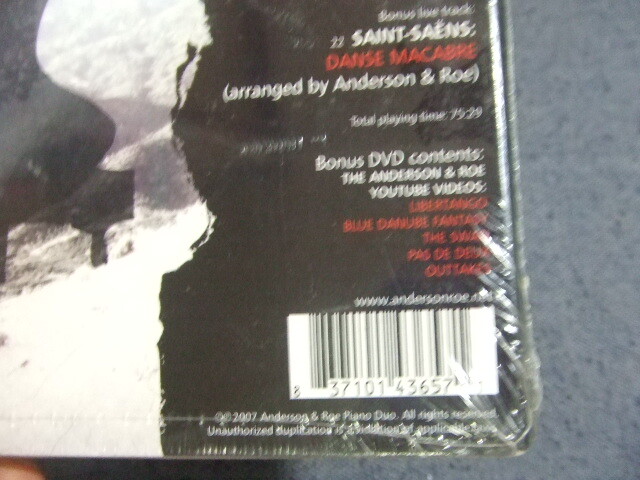 Bonus live track:
22 SAINT-SAËNS:
DANSE MACABRE
(arranged by Anderson & Roe)
Total playing time: 75:29
Bonus DVD contents:
THE ANDERSON & ROE
YOUTUBE VIDEOS:
LIBERTANGO
BLUE DANUBE FANTASY
THE SWAN
PAS DE DEUX
OUTTAKES
www.andersonroe.
8 37101 43657 1
©℗ 2007 Anderson & Roe Piano Duo. All rights reserved.
Unauthorized duplication is a violation of applicable